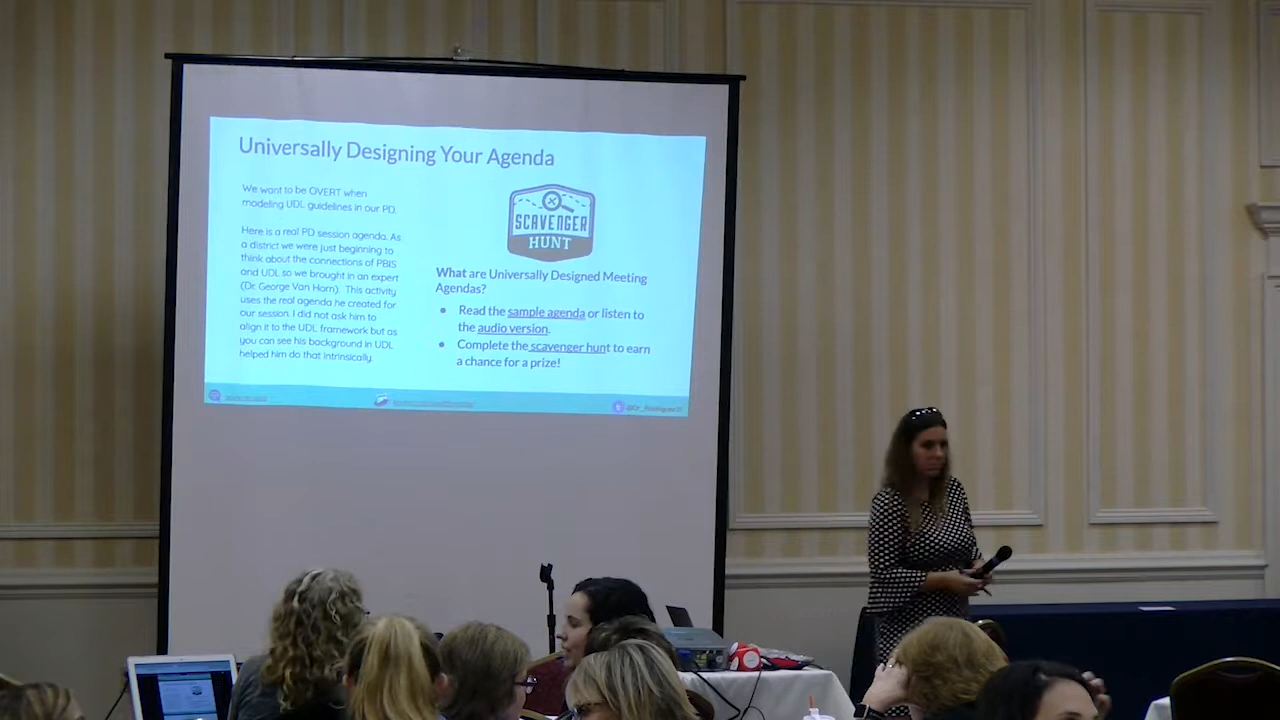 Universally Designing Your Agenda
We want to be OVERT when
modeling UDL guidelines in our PD.
Here is a real PD session agenda. As
a district we were just beginning to
think about the connections of PBIS
and UDL so we brought in an expert
(Dr. George Van Horn). This activity
uses the real agenda he created for
our session. I did not ask him to
align it to the UDL framework but as
you can see his background in UDL
helped him do that intrinsically.
SCAVENGER
HUNT
What are Universally Designed Meeting
Agendas?
• Read the sample agenda or listen to
the audio version.
• Complete the scavenger hunt to earn
a chance for a prize!